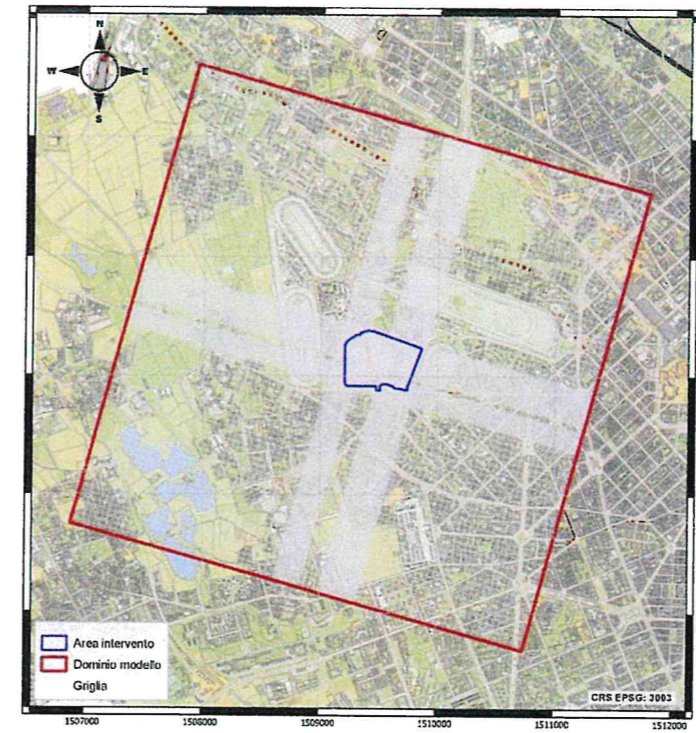 N
W E
S
Area intervento
Dominio modello
Griglia
CRS EPSG: 3003
1507000 1508000 1509000 1510000 1511000 1512000